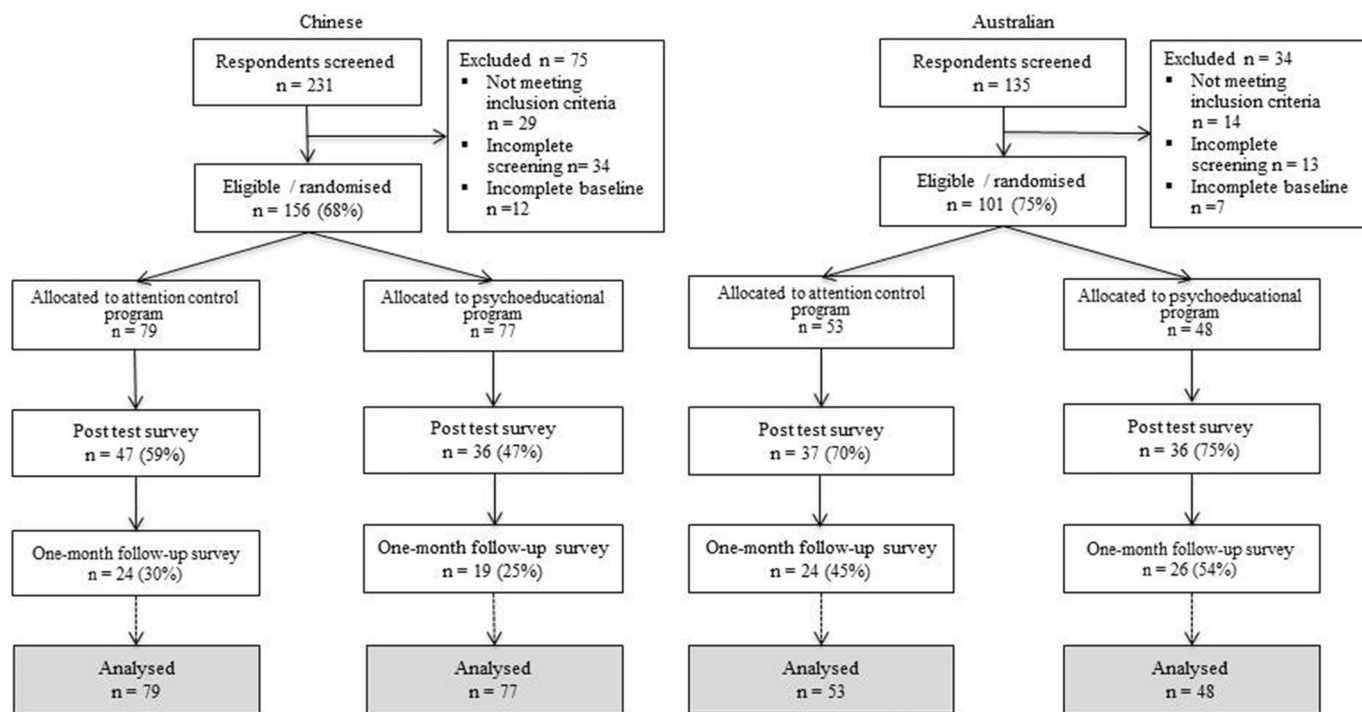 Chinese
Respondents screened
n = 231
Excluded n = 75
▪ Not meeting
inclusion criteria
n = 29
▪ Incomplete
screening n= 34
▪ Incomplete baseline
n =12
Eligible / randomised
n = 156 (68%)
Allocated to attention control
program
n = 79
Allocated to psychoeducational
program
n = 77
Post test survey
n = 47 (59%)
Post test survey
n = 36 (47%)
One-month follow-up survey
n = 24 (30%)
One-month follow-up survey
n = 19 (25%)
Analysed
n = 79
Analysed
n = 77
Australian
Respondents screened
n = 135
Excluded n = 34
▪ Not meeting
inclusion criteria
n = 14
▪ Incomplete
screening n = 13
▪ Incomplete baseline
n =7
Eligible / randomised
n = 101 (75%)
Allocated to attention control
program
n = 53
Allocated to psychoeducational
program
n = 48
Post test survey
n = 37 (70%)
Post test survey
n = 36 (75%)
One-month follow-up survey
n = 24 (45%)
One-month follow-up survey
n = 26 (54%)
Analysed
n = 53
Analysed
n = 48